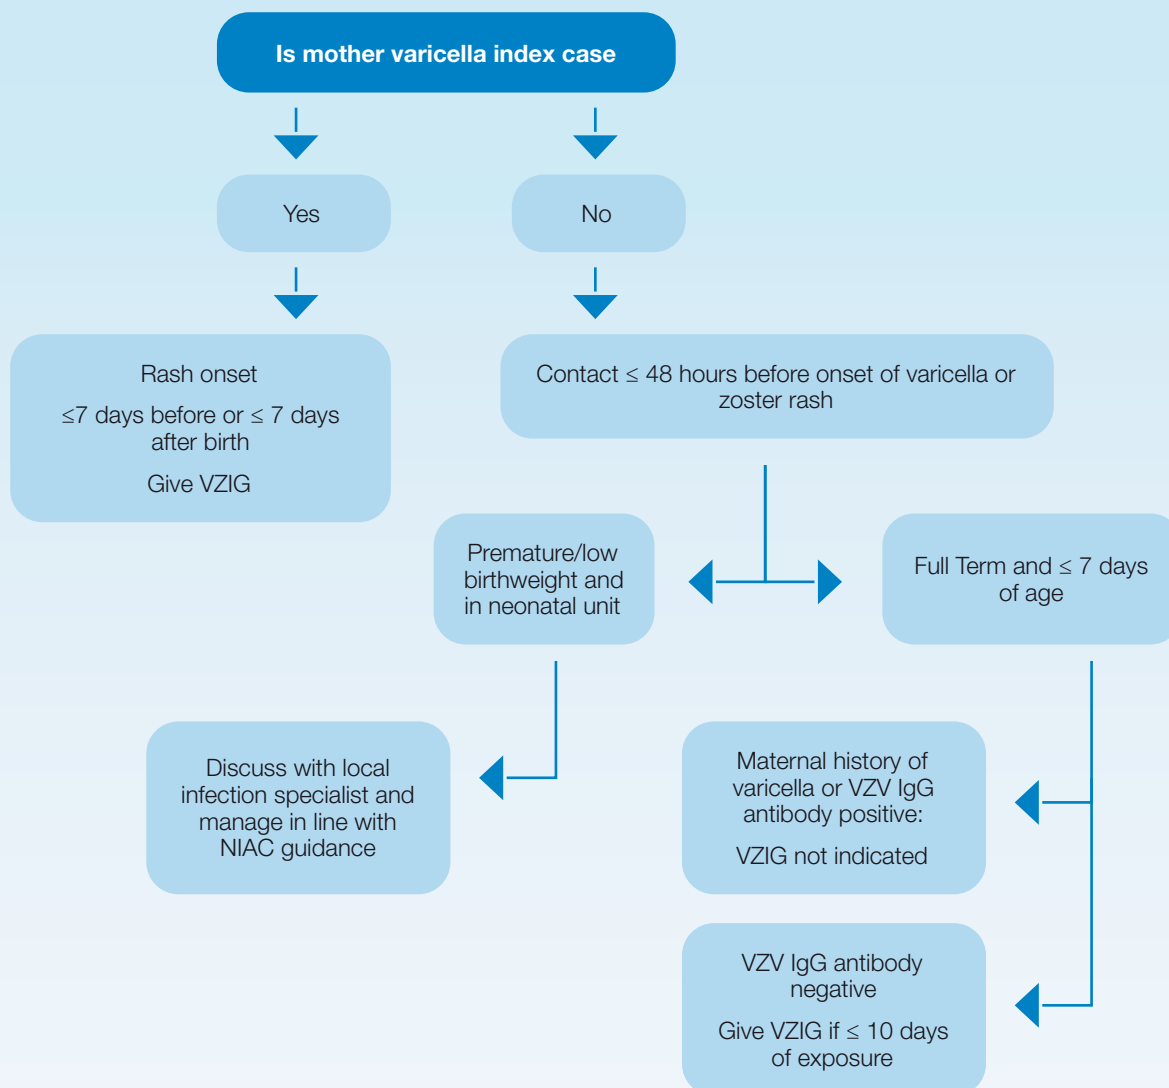 Is mother varicella index case
Yes
No
Rash onset
≤7 days before or ≤ 7 days
after birth
Give VZIG
Contact ≤ 48 hours before onset of varicella or
zoster rash
Premature/low
birthweight and
in neonatal unit
Full Term and ≤ 7 days
of age
Discuss with local
infection specialist and
manage in line with
NIAC guidance
Maternal history of
varicella or VZV IgG
antibody positive:
VZIG not indicated
VZV IgG antibody
negative
Give VZIG if ≤ 10 days
of exposure